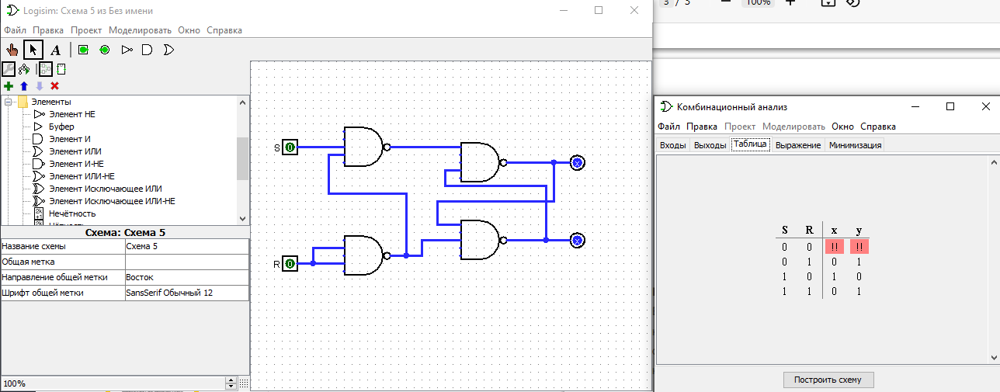 Logisim: Схема 5 из Без имени
Файл Правка Проект Моделировать Окно Справка
A
Элементы
Элемент НЕ
Буфер
Элемент И
Элемент ИЛИ
Элемент И-НЕ
Элемент ИЛИ-НЕ
Элемент Исключающее ИЛИ
Элемент Исключающее ИЛИ-НЕ
Нечётность
Схема: Схема 5
Название схемы Схема 5
Общая метка
Направление общей метки Восток
Шрифт общей метки SansSerif Обычный 12
100%
S 0
R 0
x
x
3 / 5 100%
Комбинационный анализ
Файл Правка Проект Моделировать Окно Справка
Входы Выходы Таблица Выражение Минимизация
S R x y
0 0 !! !!
0 1 0 1
1 0 1 0
1 1 0 1
Построить схему